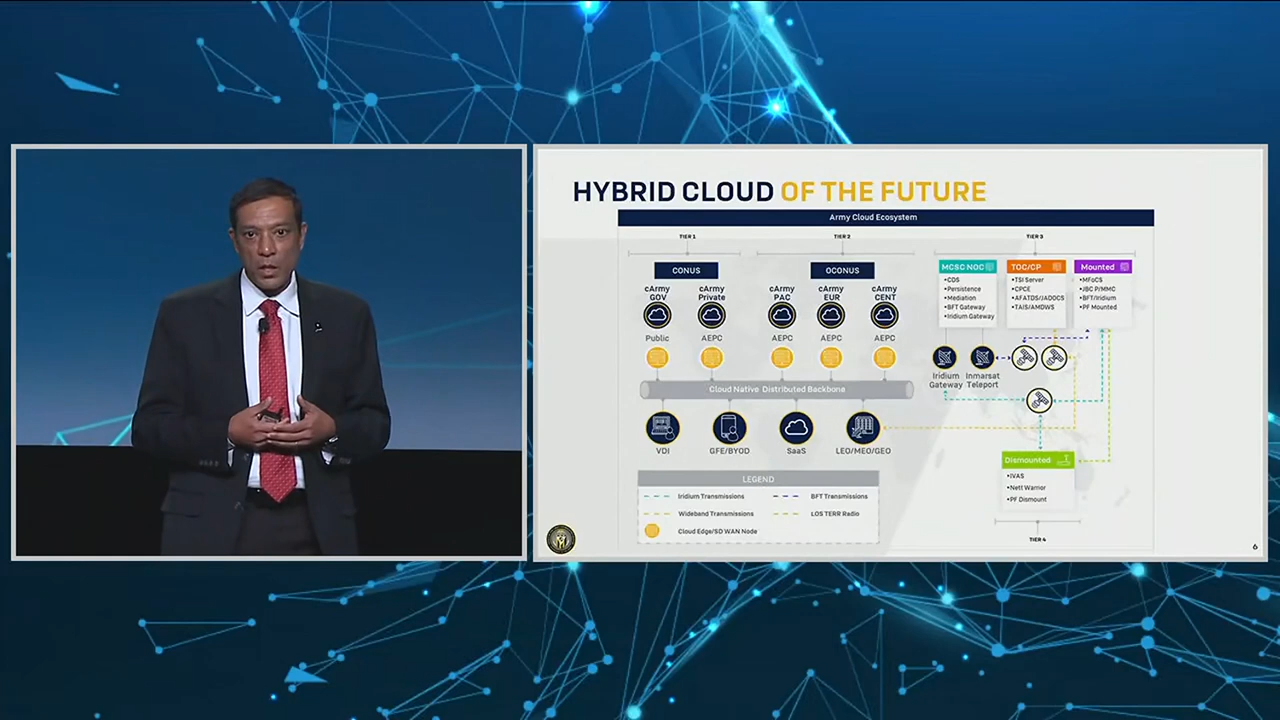 HYBRID CLOUD OF THE FUTURE
Army Cloud Ecosystem
TIER 1
TIER 2
TIER 3
CONUS
OCONUS
cArmy GOV
cArmy Private
cArmy PAC
cArmy EUR
cArmy CENT
Public
AEPC
AEPC
AEPC
AEPC
Cloud Native Distributed Backbone
VDI
GFE/BYOD
SaaS
LEO/MEO/GEO
MCSC NOC
•CDS
•Persistence
•Mediation
•BFT Gateway
•Iridium Gateway
TOC/CP
•TSI Server
•CPCE
•AFATDS/JADOCS
•TAIS/AMDWS
Mounted
•MFoCS
•JBC P/MMC
•BFT/Iridium
•PF Mounted
Iridium Gateway
Inmarsat Teleport
Dismounted
•IVAS
•Nett Warrior
•PF Dismount
TIER 4
LEGEND
Iridium Transmissions
BFT Transmissions
Wideband Transmissions
LOS TERR Radio
Cloud Edge/SD WAN Node
6